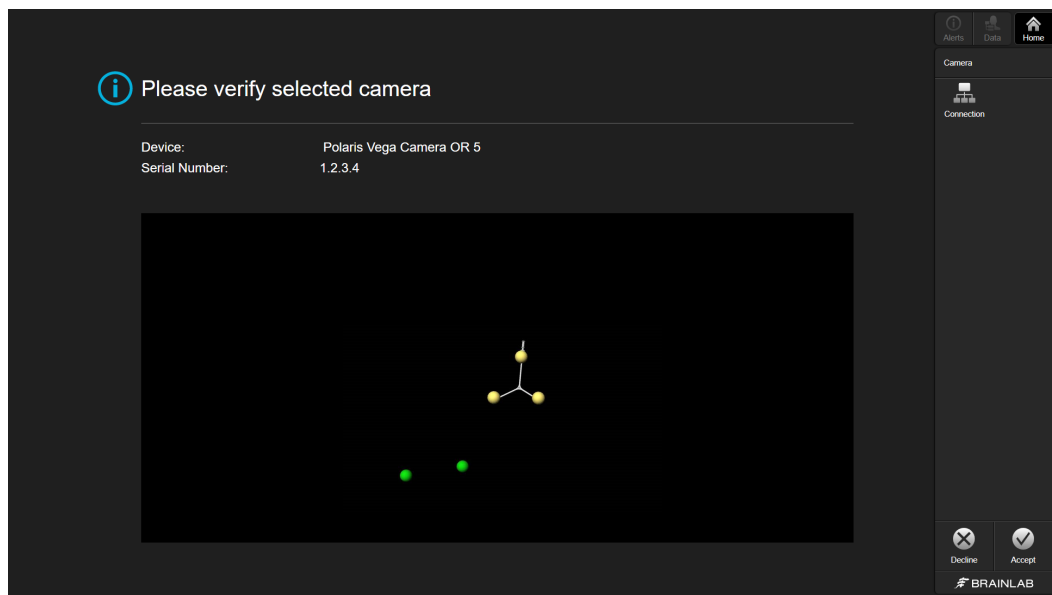 Alerts Data Home
Please verify selected camera
Camera
Connection
Device: Polaris Vega Camera OR 5
Serial Number: 1.2.3.4
Decline Accept
BRAINLAB